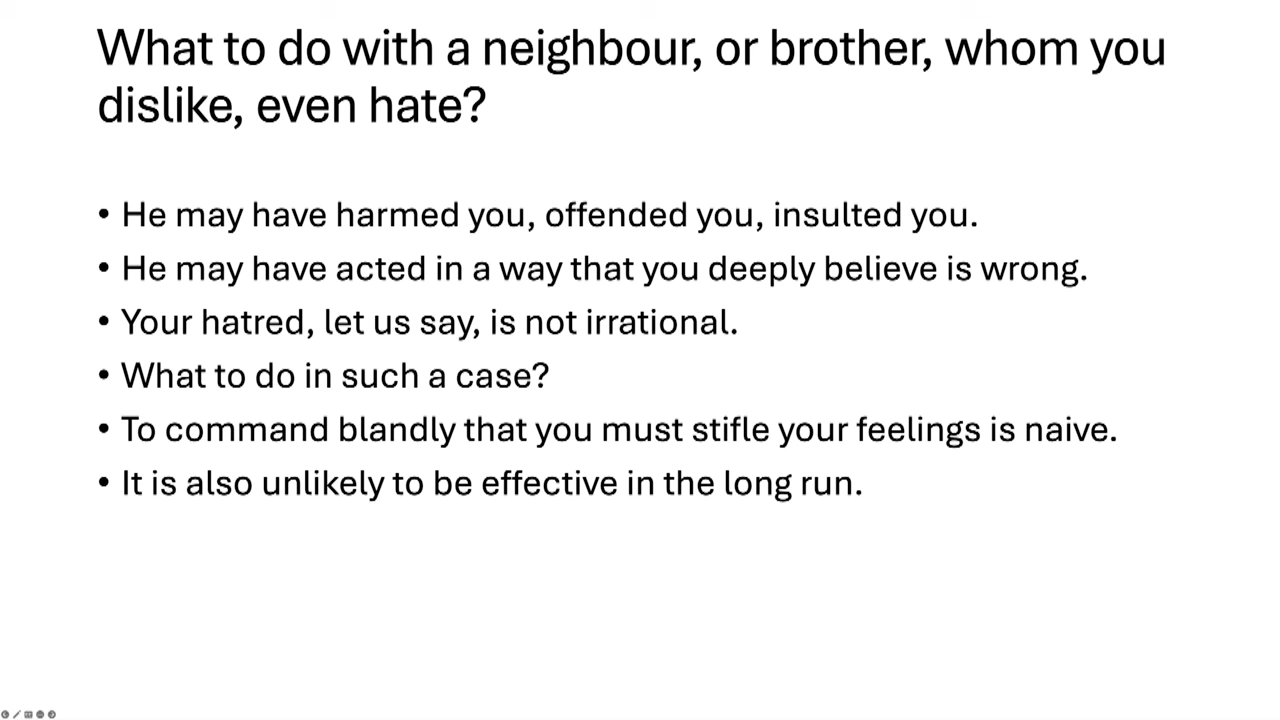 What to do with a neighbour, or brother, whom you
dislike, even hate?
• He may have harmed you, offended you, insulted you.
• He may have acted in a way that you deeply believe is wrong.
• Your hatred, let us say, is not irrational.
• What to do in such a case?
• To command blandly that you must stifle your feelings is naive.
• It is also unlikely to be effective in the long run.